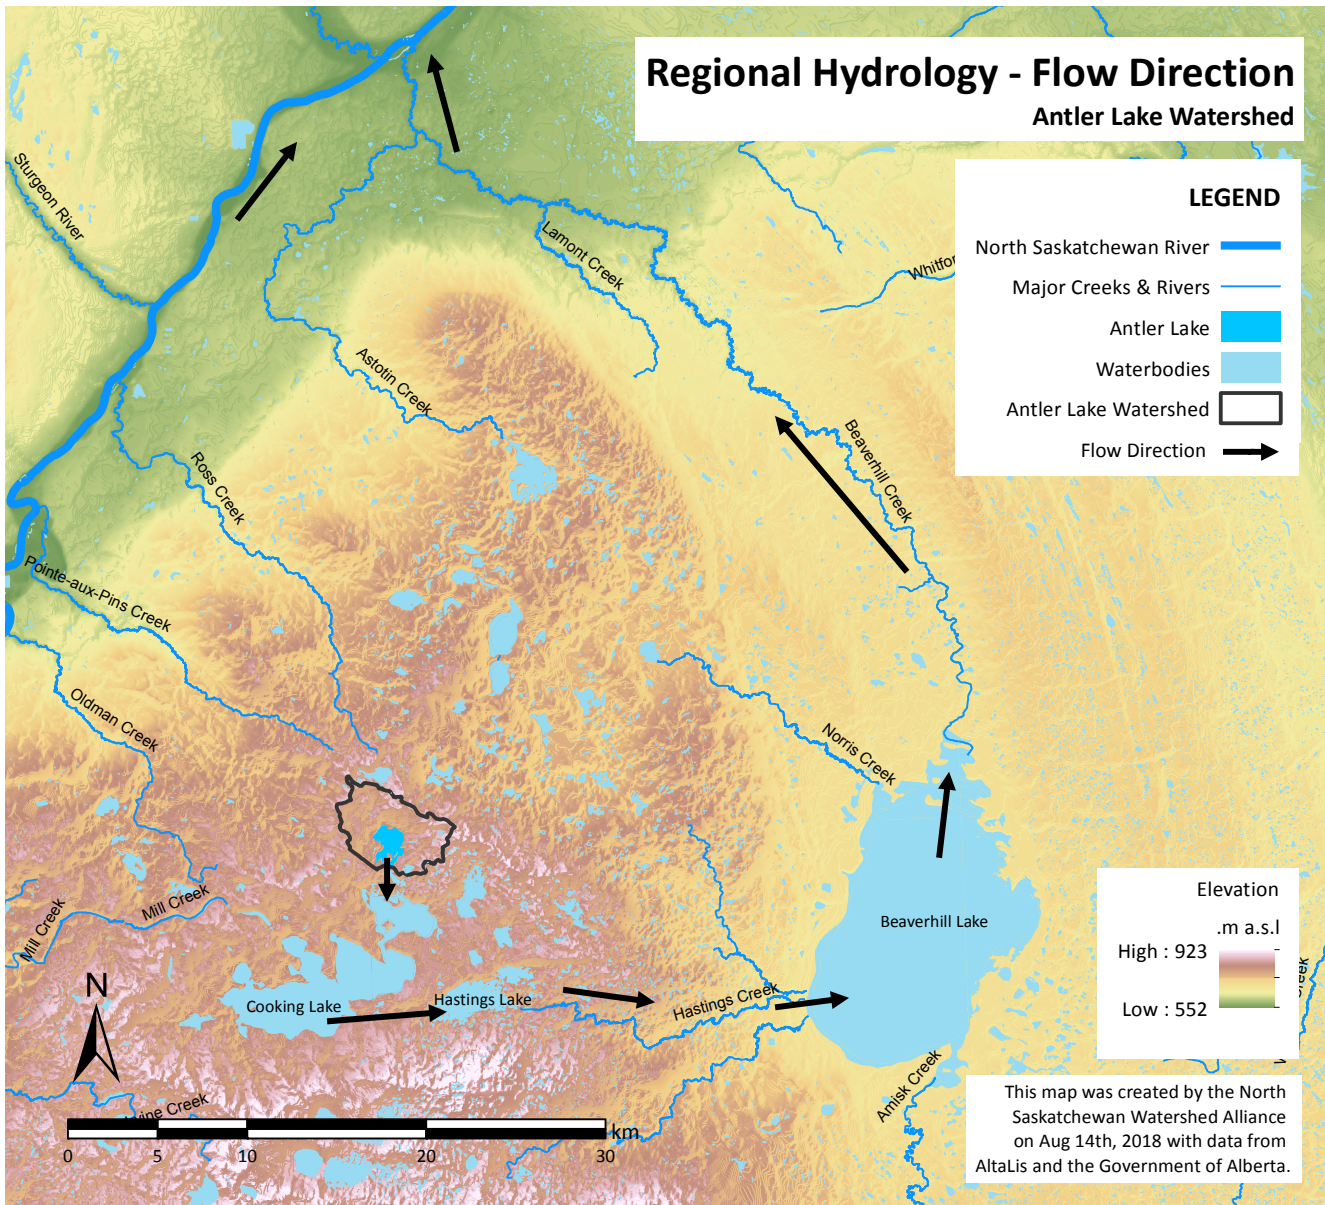 Regional Hydrology - Flow Direction
Antler Lake Watershed
LEGEND
North Saskatchewan River
Major Creeks & Rivers
Antler Lake
Waterbodies
Antler Lake Watershed
Flow Direction
Sturgeon River
Lamont Creek
Whitfor
Astotin Creek
Beaverhill Creek
Ross Creek
Pointe-aux-Pins Creek
Oldman Creek
Norris Creek
Mill Creek
Mill Creek
Beaverhill Lake
Cooking Lake
Hastings Lake
Hastings Creek
Amisk Creek
Creek
Elevation
.m a.s.l
High : 923
Low : 552
N
0 5 10 20 30
km
This map was created by the North
Saskatchewan Watershed Alliance
on Aug 14th, 2018 with data from
AltaLis and the Government of Alberta.